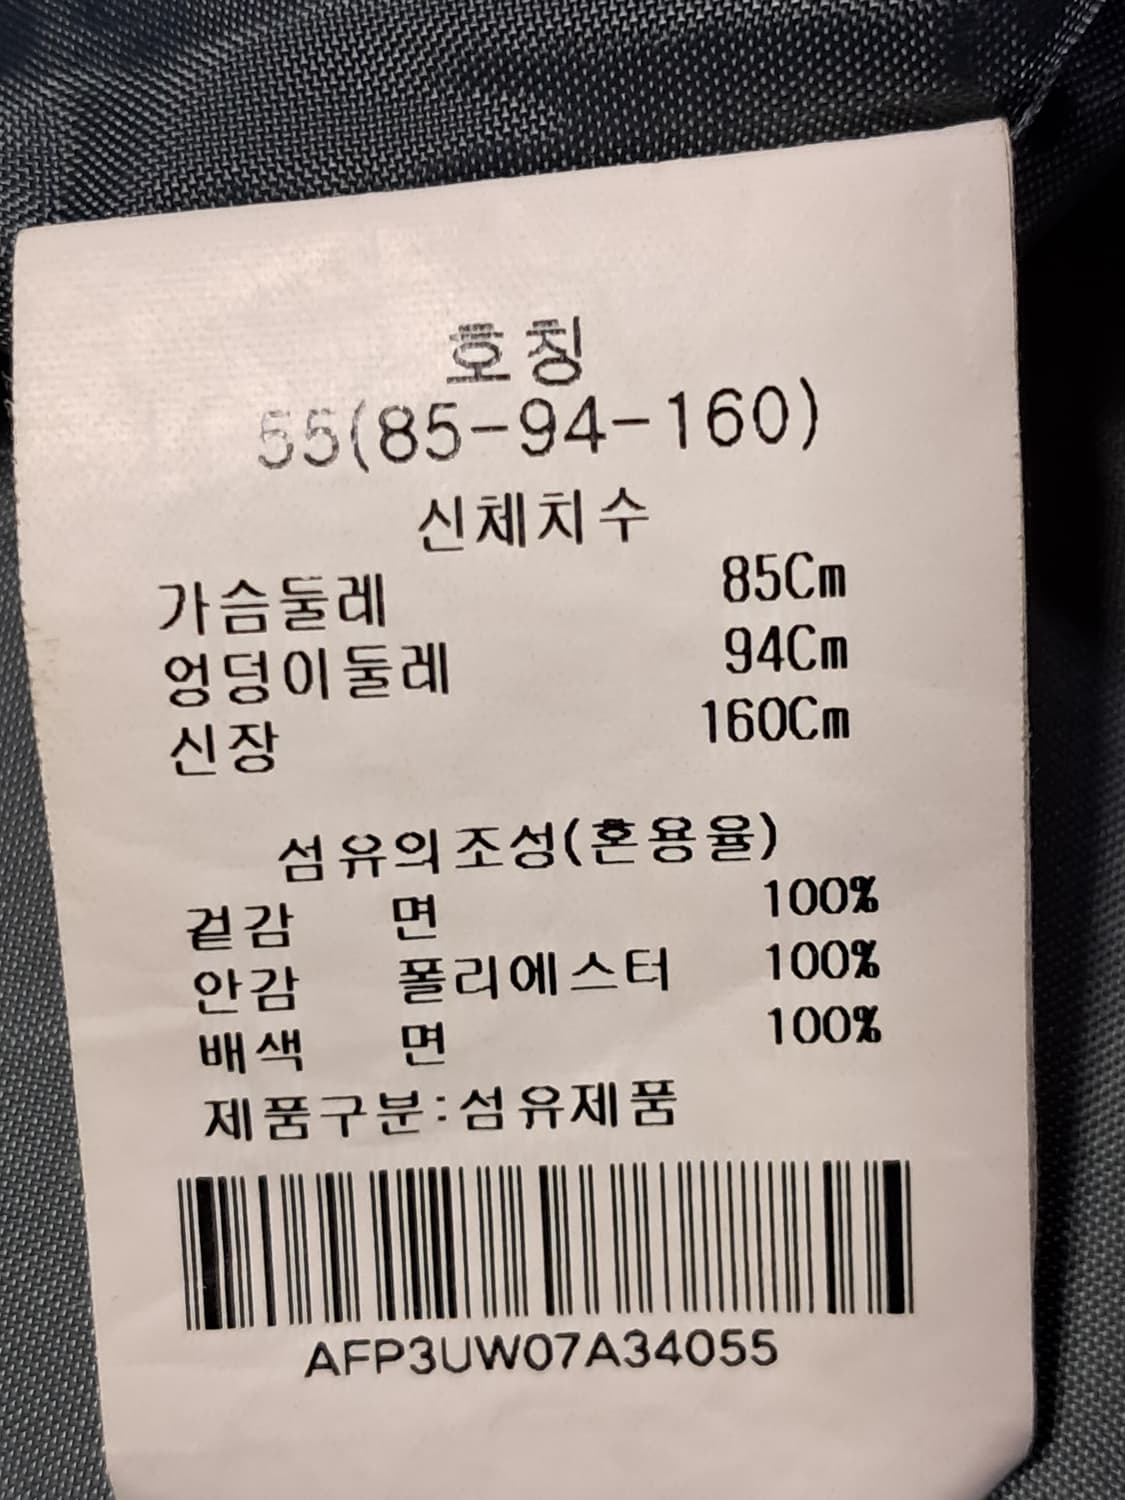 호칭
55(85-94-160)
신체치수
가슴둘레 85Cm
엉덩이둘레 94Cm
신장 160Cm
섬유의조성(혼용율)
겉감 면 100%
안감 폴리에스터 100%
배색 면 100%
제품구분:섬유제품
AFP3UW07A34055